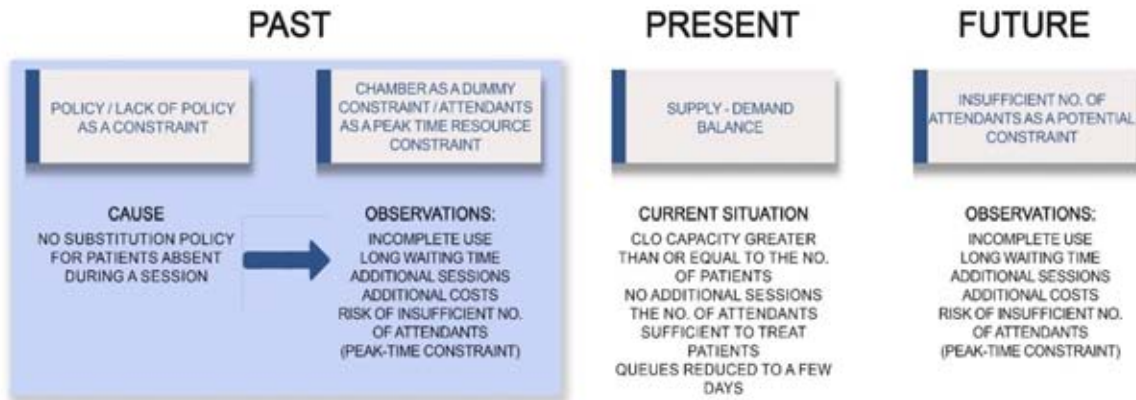 PAST
PRESENT
FUTURE
POLICY / LACK OF POLICY
AS A CONSTRAINT
CHAMBER AS A DUMMY
CONSTRAINT / ATTENDANTS
AS A PEAK TIME RESOURCE
CONSTRAINT
SUPPLY - DEMAND
BALANCE
INSUFFICIENT NO. OF
ATTENDANTS AS A POTENTIAL
CONSTRAINT
CAUSE
NO SUBSTITUTION POLICY
FOR PATIENTS ABSENT
DURING A SESSION
OBSERVATIONS:
INCOMPLETE USE
LONG WAITING TIME
ADDITIONAL SESSIONS
ADDITIONAL COSTS
RISK OF INSUFFICIENT NO.
OF ATTENDANTS
(PEAK-TIME CONSTRAINT)
CURRENT SITUATION
CLO CAPACITY GREATER
THAN OR EQUAL TO THE NO.
OF PATIENTS
NO ADDITIONAL SESSIONS
THE NO. OF ATTENDANTS
SUFFICIENT TO TREAT
PATIENTS
QUEUES REDUCED TO A FEW
DAYS
OBSERVATIONS:
INCOMPLETE USE
LONG WAITING TIME
ADDITIONAL SESSIONS
ADDITIONAL COSTS
RISK OF INSUFFICIENT NO.
OF ATTENDANTS
(PEAK-TIME CONSTRAINT)